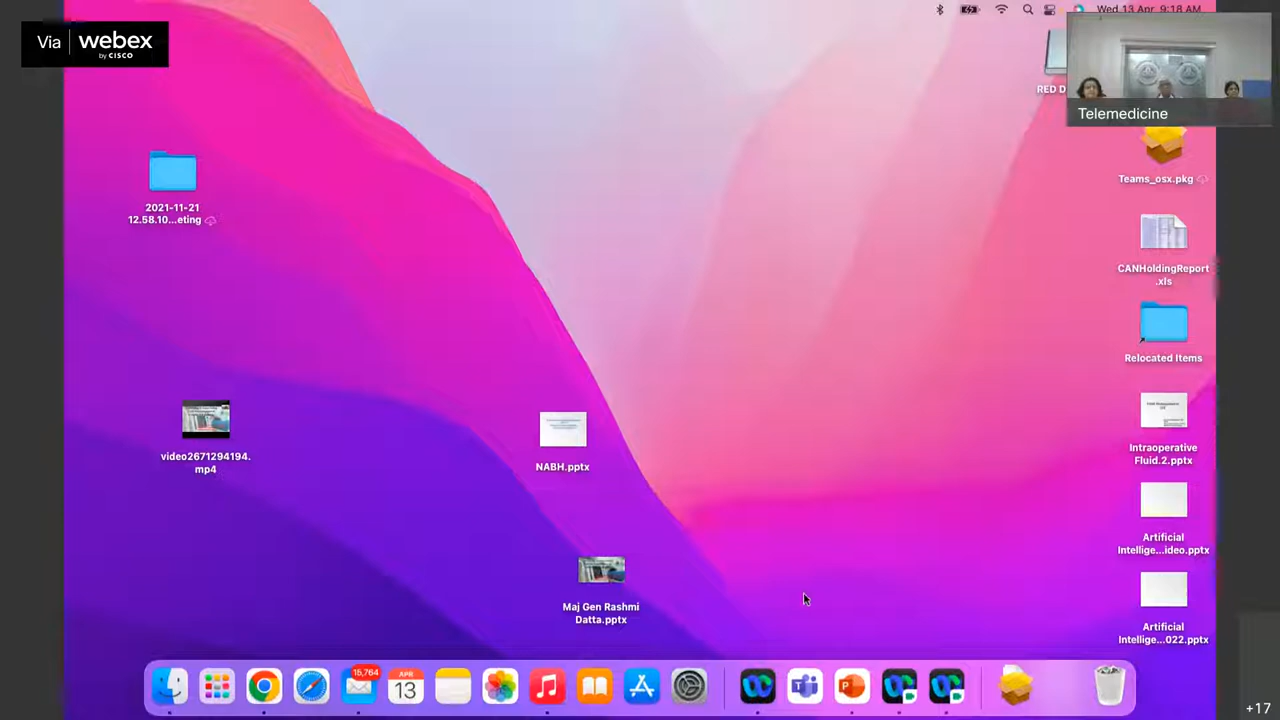 Via webex
by CISCO
Wed 13 Apr 9:18 AM
RED D
Telemedicine
Teams_osx.pkg
2021-11-21
12.58.10...eting
CANHoldingReport
.xls
Relocated Items
video2671294194.
mp4
NABH.pptx
Intraoperative
Fluid.2.pptx
Artificial
Intellige...ideo.pptx
Maj Gen Rashmi
Datta.pptx
Artificial
Intellige...022.pptx
15,764
APR
13
+17